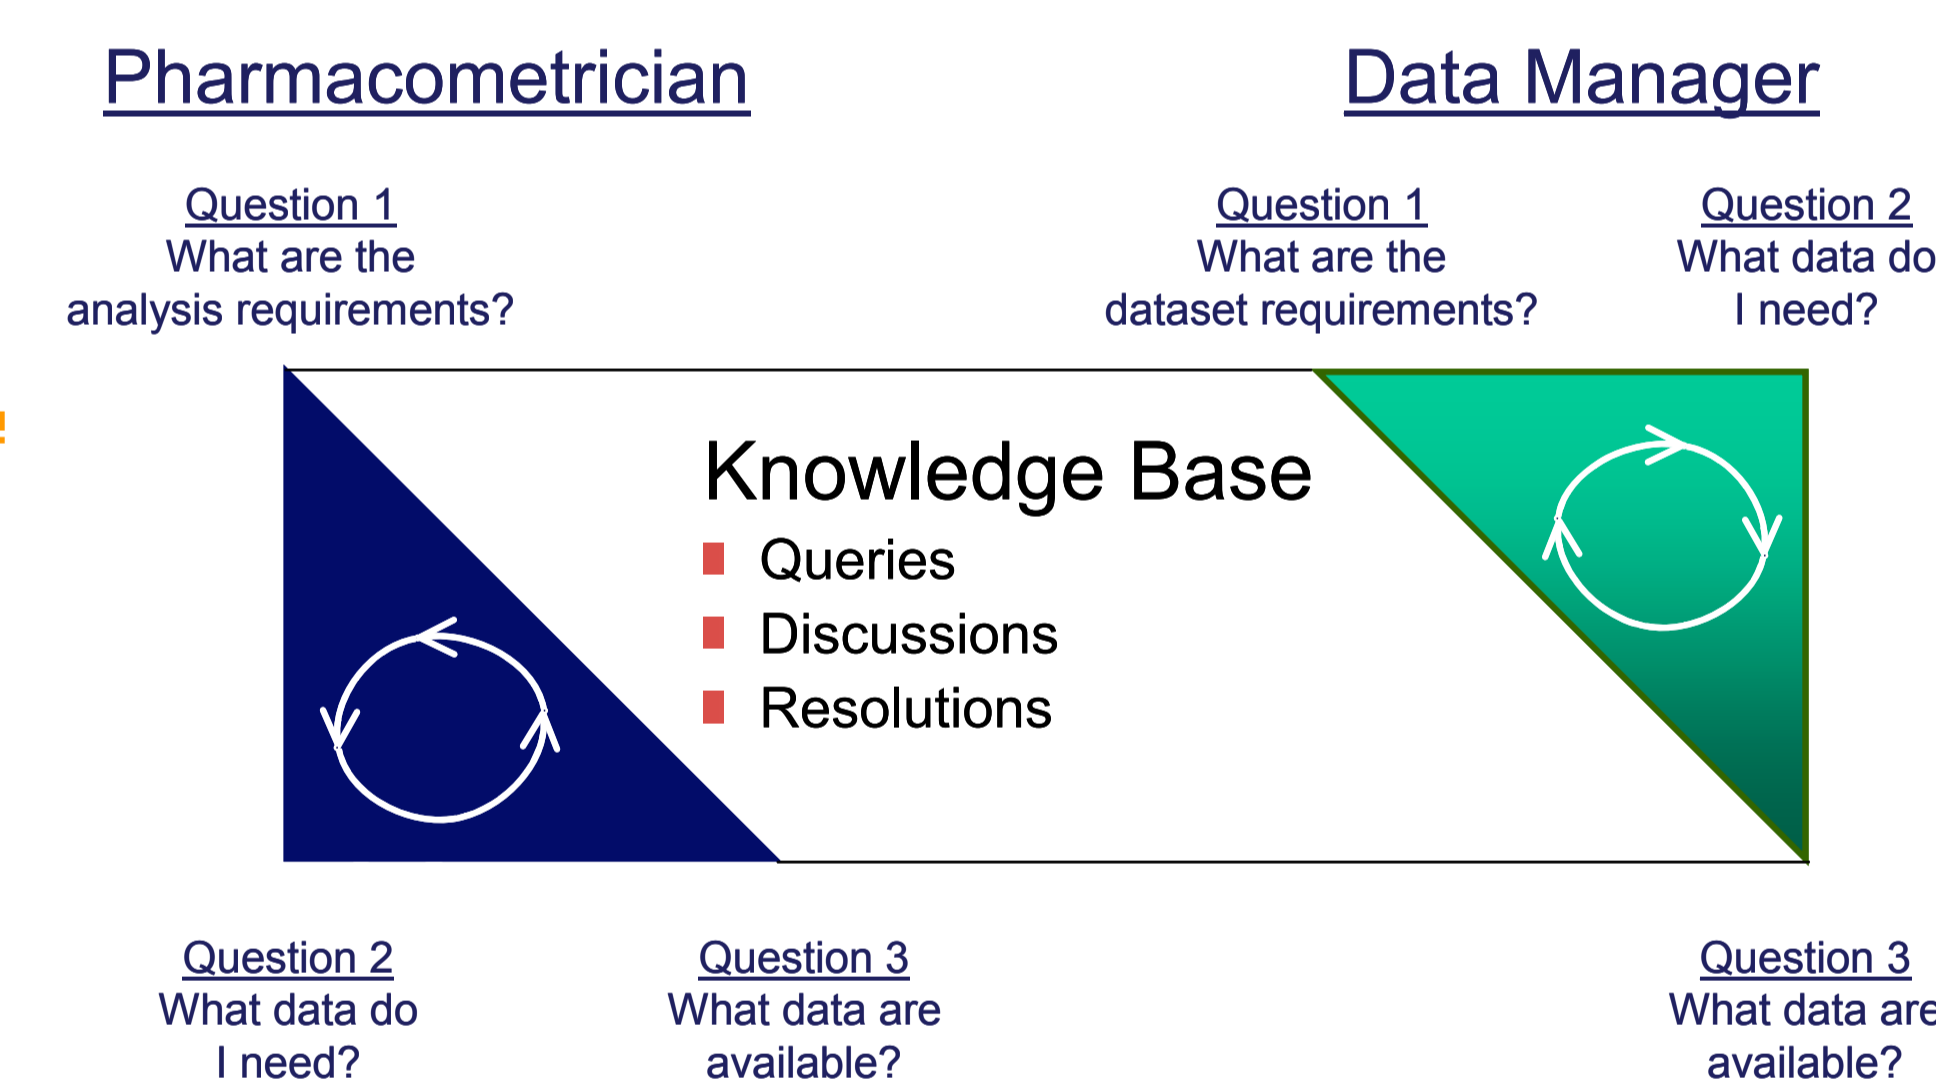 Pharmacometrician
Data Manager
Question 1
What are the
analysis requirements?
Question 1
What are the
dataset requirements?
Question 2
What data do
I need?
!
Knowledge Base
Queries
Discussions
Resolutions
Question 2
What data do
I need?
Question 3
What data are
available?
Question 3
What data are
available?